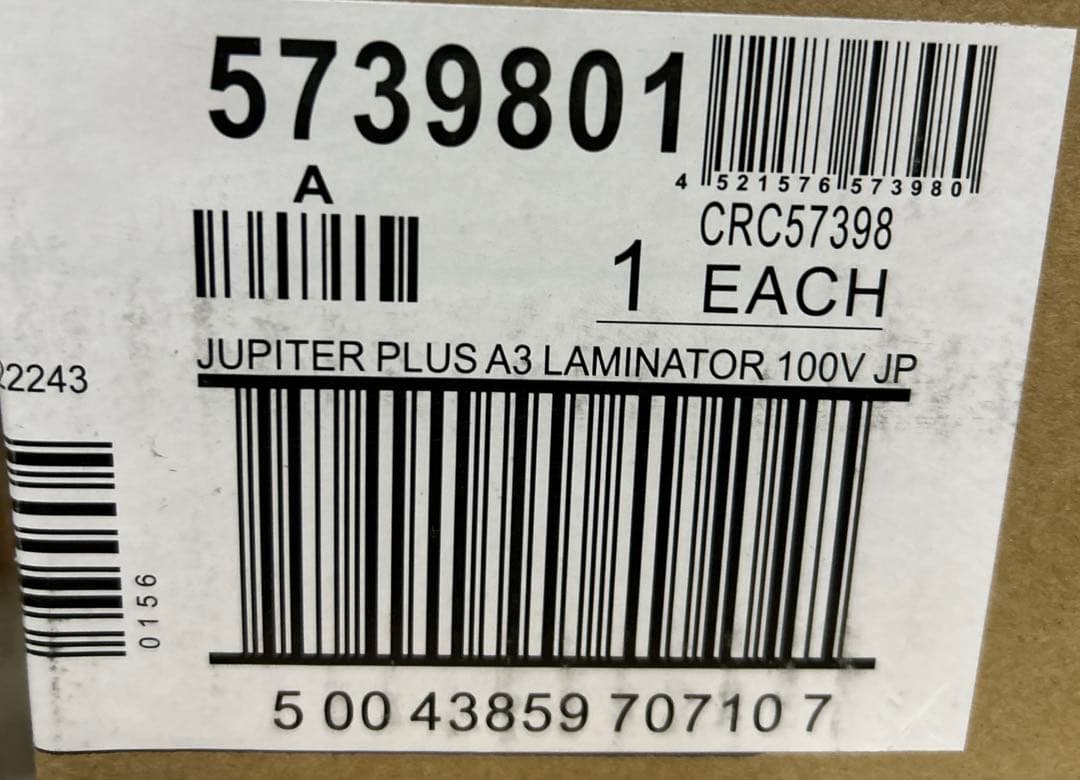 5739801
4 521576 573980
A
CRC57398
1 EACH
JUPITER PLUS A3 LAMINATOR 100V JP
2243
0156
5 00 43859 70710 7